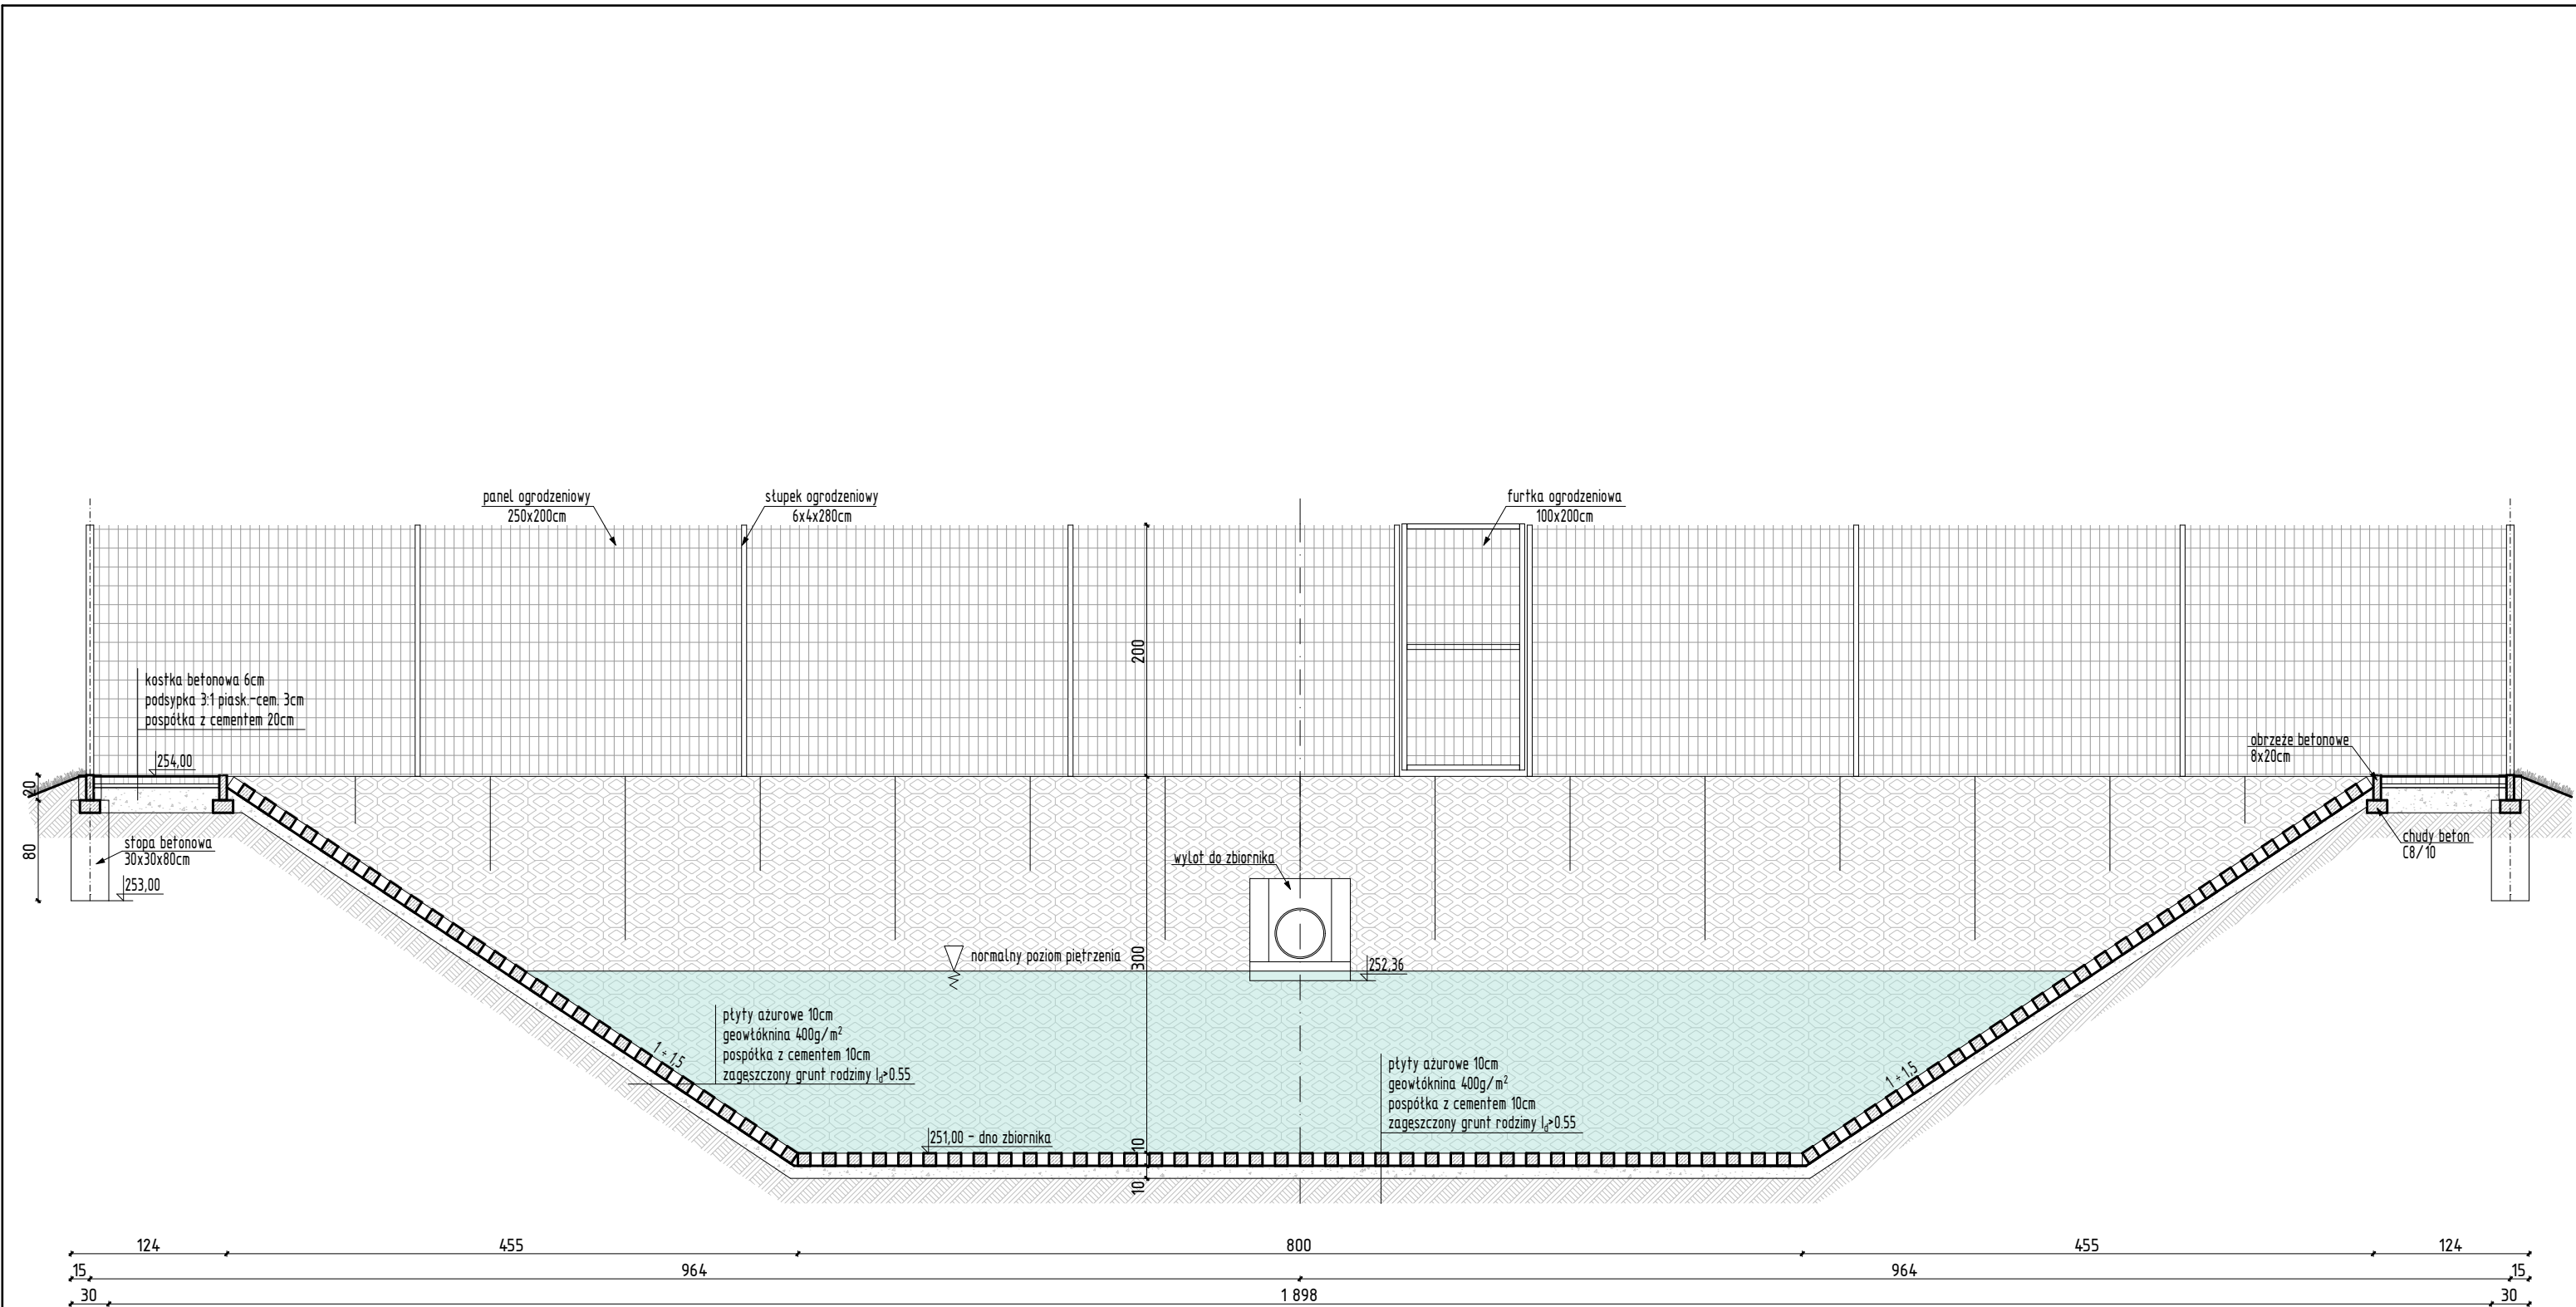 panel ogrodzeniowy
250x200cm
słupek ogrodzeniowy
6x4x280cm
furtka ogrodzeniowa
100x200cm
200
kostka betonowa 6cm
podsypka 3:1 piask.-cem. 3cm
pospółka z cementem 20cm
254,00
obrzeże betonowe
8x20cm
20
80
stopa betonowa
30x30x80cm
253,00
chudy beton
C8/10
wylot do zbiornika
300
normalny poziom piętrzenia
252,36
płyty ażurowe 10cm
geowłóknina 400g/m²
pospółka z cementem 10cm
zagęszczony grunt rodzimy Id>0.55
1 ÷ 1,5
płyty ażurowe 10cm
geowłóknina 400g/m²
pospółka z cementem 10cm
zagęszczony grunt rodzimy Id>0.55
1 ÷ 1,5
251,00 - dno zbiornika
10
10
124 455 800 455 124
15 964 964 15
30 1 898 30